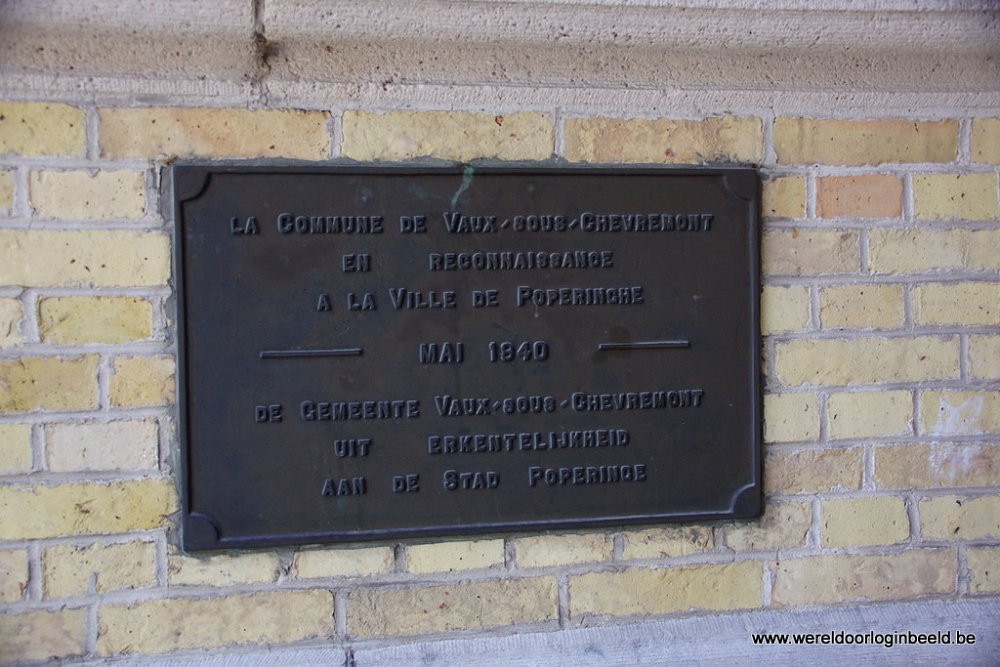 LA COMMUNE DE VAUX-SOUS-CHEVREMONT
EN RECONNAISSANCE
A LA VILLE DE POPERINGHE
MAI 1940
DE GEMEENTE VAUX-SOUS-CHEVREMONT
UIT ERKENTELIJKHEID
AAN DE STAD POPERINGE
www.wereldoorloginbeeld.be